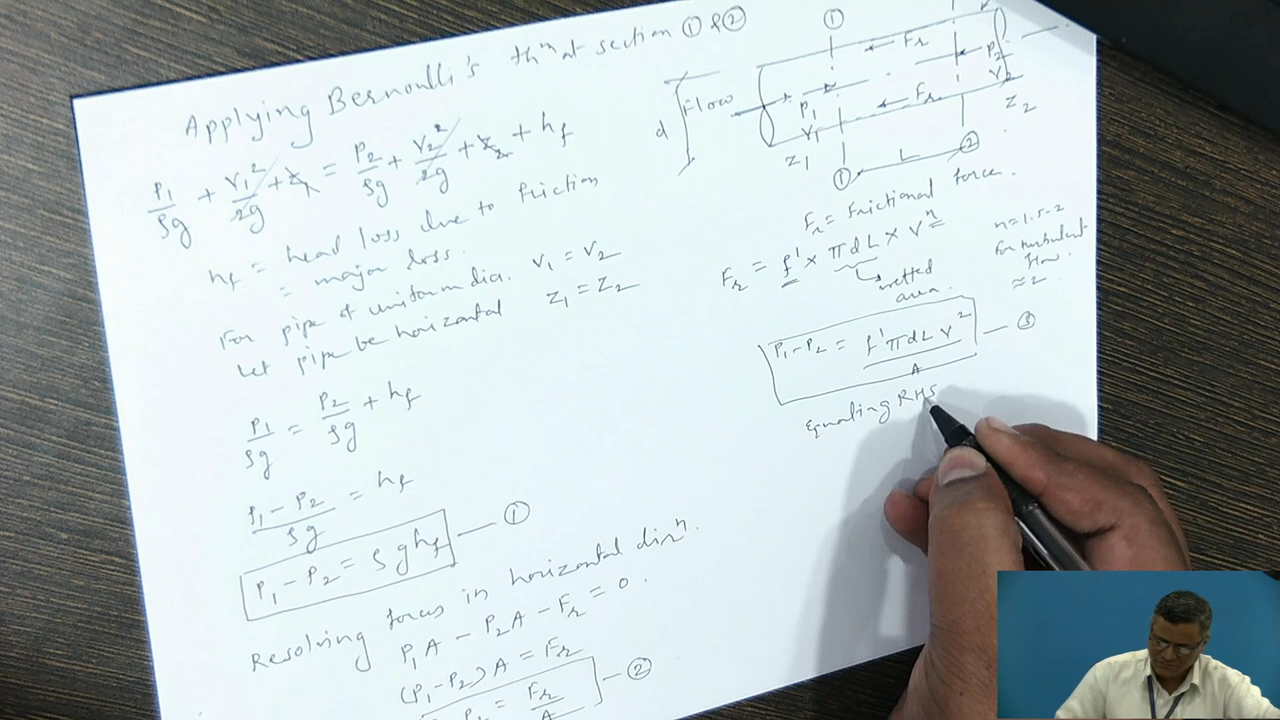 Applying Bernoulli's thm at section ① & ②
P₁/ρg + V₁²/2g + Z₁ = P₂/ρg + V₂²/2g + Z₂ + hf
hf = head loss due to friction
= major loss.
For pipe of uniform dia. V₁ = V₂
Let pipe be horizontal Z₁ = Z₂
P₁/ρg = P₂/ρg + hf
P₁ - P₂/ρg = hf
P₁ - P₂ = ρghf — ①
Resolving forces in horizontal dirⁿ.
P₁A - P₂A - Fr = 0.
(P₁-P₂)A = Fr
Fr/A — ②
①
Fr
d
Flow
P₁
V₁
Z₁
Fr
P₂
V₂
Z₂
① L ②
Fr = Frictional force.
Fr = f' × πdL × Vⁿ
wetted
area.
n=1.5-2
For turbulent
flow.
≈2
P₁-P₂ = f'πdLV²/A — ③
Equating RHS